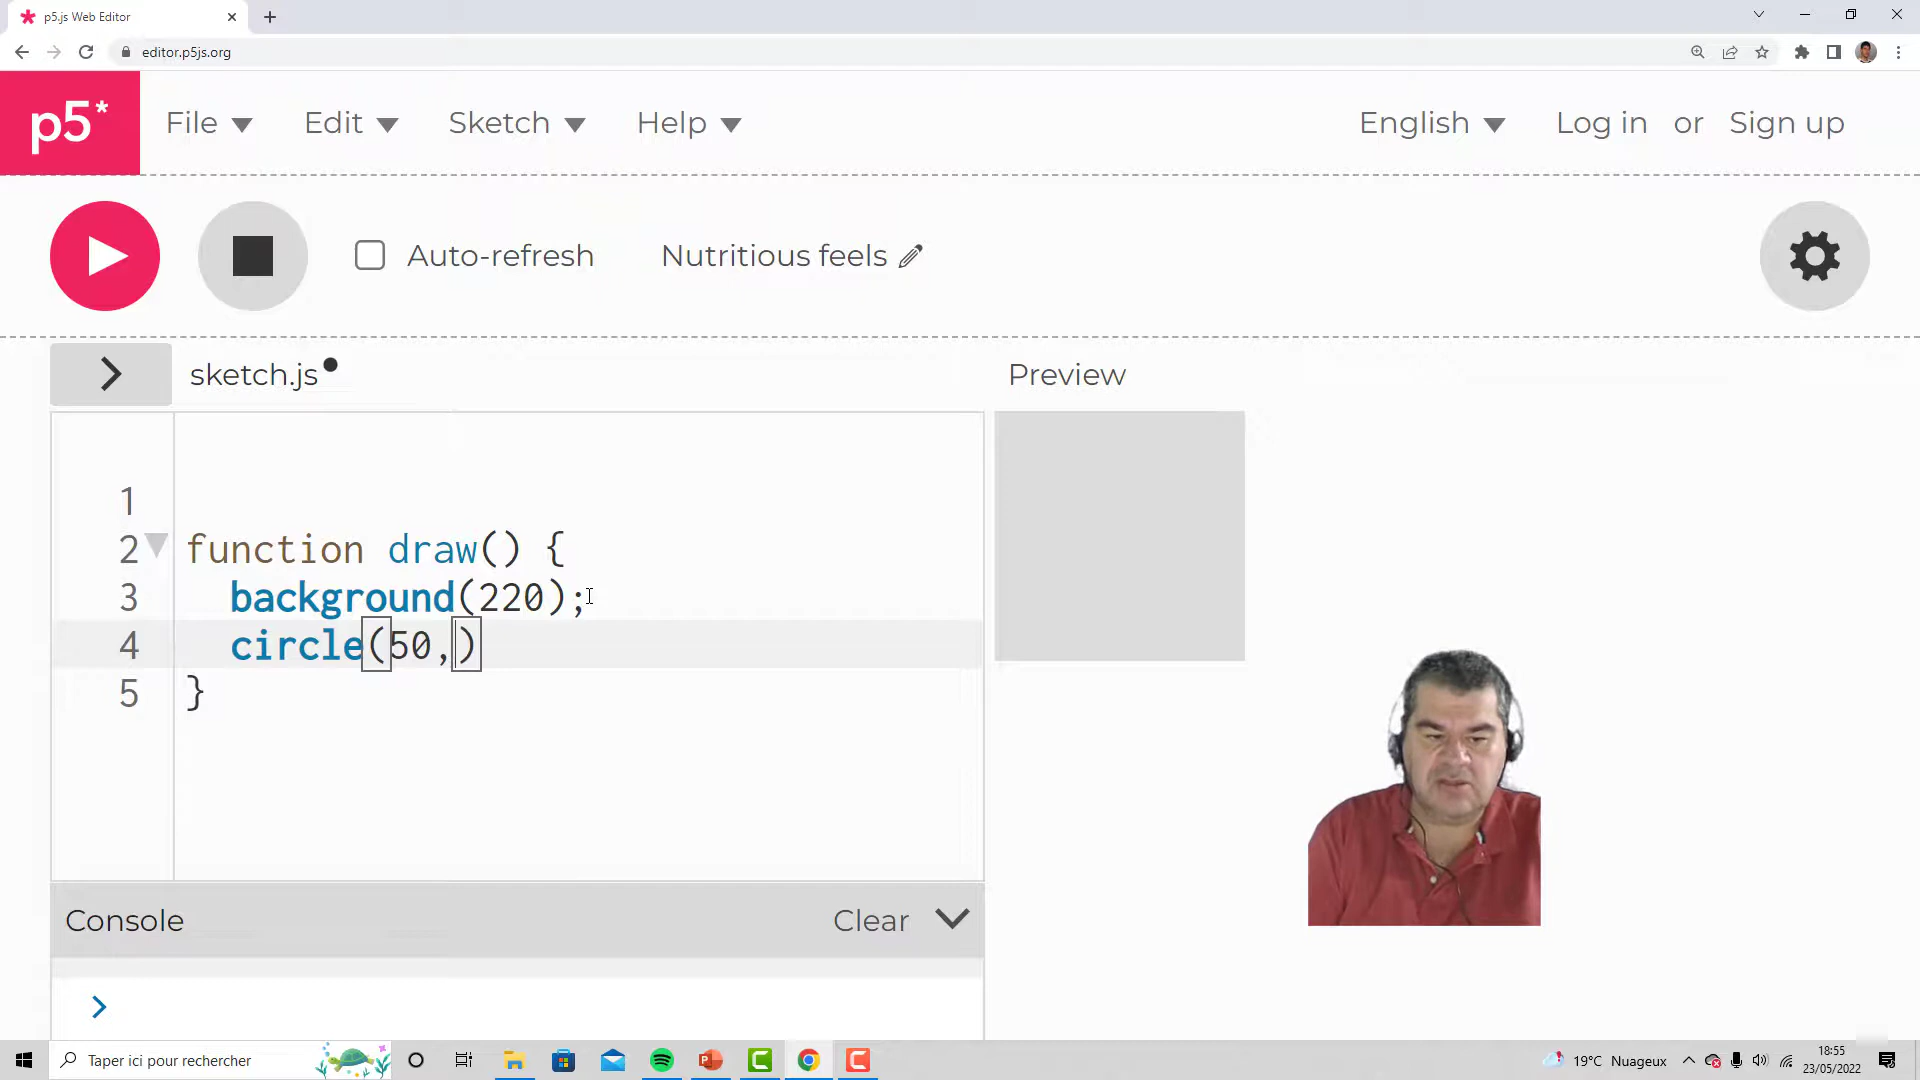 p5.js Web Editor
editor.p5js.org
p5*
File
Edit
Sketch
Help
English
Log in or Sign up
Auto-refresh
Nutritious feels
sketch.js
Preview
1
2 function draw() {
3 background(220);
4 circle(50,)
5 }
Console
Clear
Taper ici pour rechercher
19°C Nuageux
18:55
23/05/2022